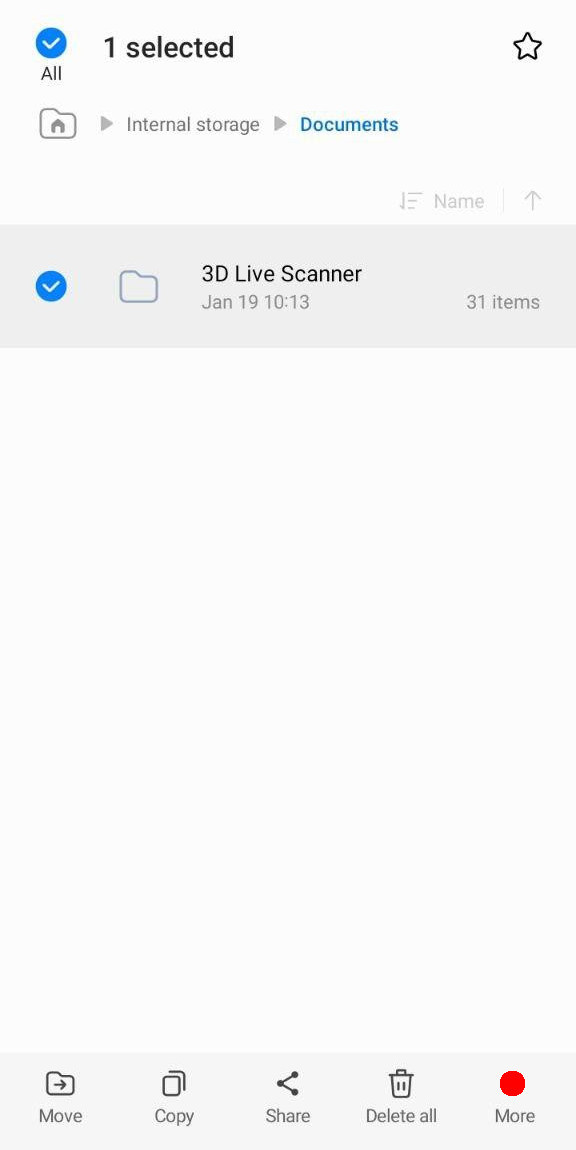 1 selected
All
Internal storage Documents
Name
3D Live Scanner
Jan 19 10:13 31 items
Move Copy Share Delete all More